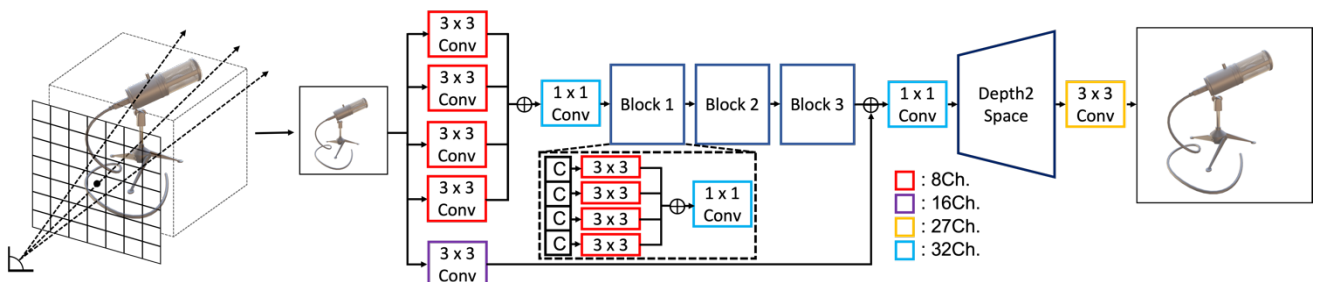 3 x 3
Conv
3 x 3
Conv
3 x 3
Conv
3 x 3
Conv
3 x 3
Conv
1 x 1
Conv
Block 1
Block 2
Block 3
C
3 x 3
C
3 x 3
C
3 x 3
C
3 x 3
1 x 1
Conv
1 x 1
Conv
Depth2
Space
3 x 3
Conv
: 8Ch.
: 16Ch.
: 27Ch.
: 32Ch.